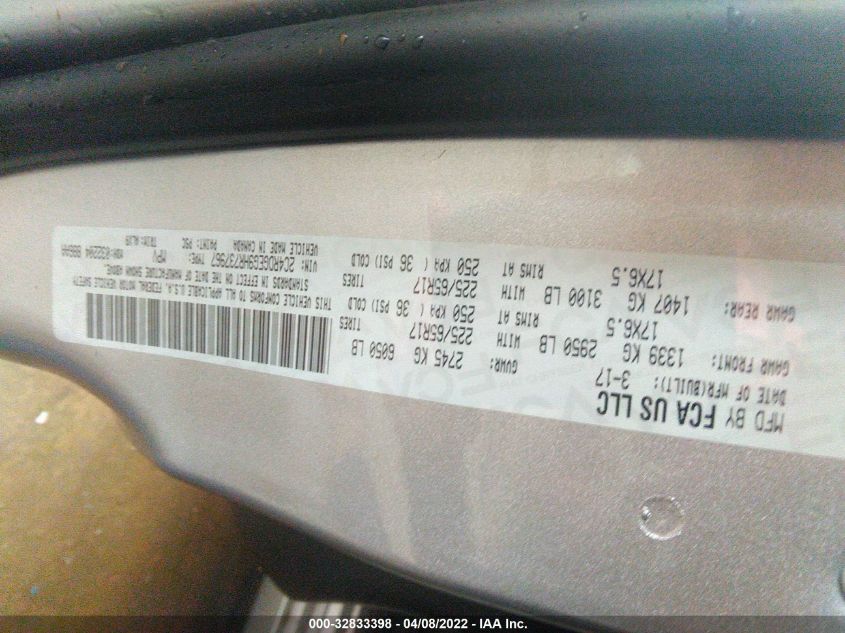 MFD BY FCA US LLC
DATE OF MFR(BUILT): 3-17
GVWR: 2745 KG 6050 LB
GAWR FRONT: 1339 KG 2950 LB WITH 225/65R17 TIRES
17X6.5 RIMS AT 250 KPA ( 36 PSI) COLD
GAWR REAR: 1407 KG 3100 LB WITH 225/65R17 TIRES
17X6.5 RIMS AT 250 KPA ( 36 PSI) COLD
THIS VEHICLE CONFORMS TO ALL APPLICABLE U.S.A. FEDERAL MOTOR VEHICLE SAFETY
STANDARDS IN EFFECT ON THE DATE OF MANUFACTURE SHOWN ABOVE.
VIN: 2C4RDGEG9HR737967 TYPE: MPV
VEHICLE MADE IN CANADA PAINT: PSC TRIM:
000-32833398 - 04/08/2022 - IAA Inc.